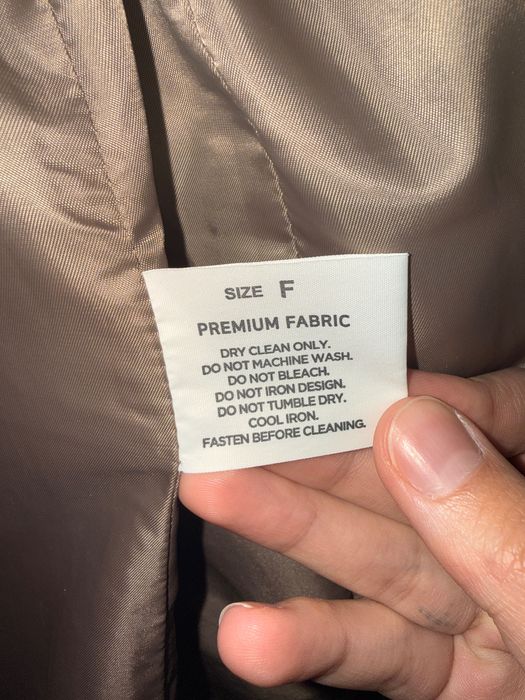 SIZE F
PREMIUM FABRIC
DRY CLEAN ONLY.
DO NOT MACHINE WASH.
DO NOT BLEACH.
DO NOT IRON DESIGN.
DO NOT TUMBLE DRY.
COOL IRON.
FASTEN BEFORE CLEANING.